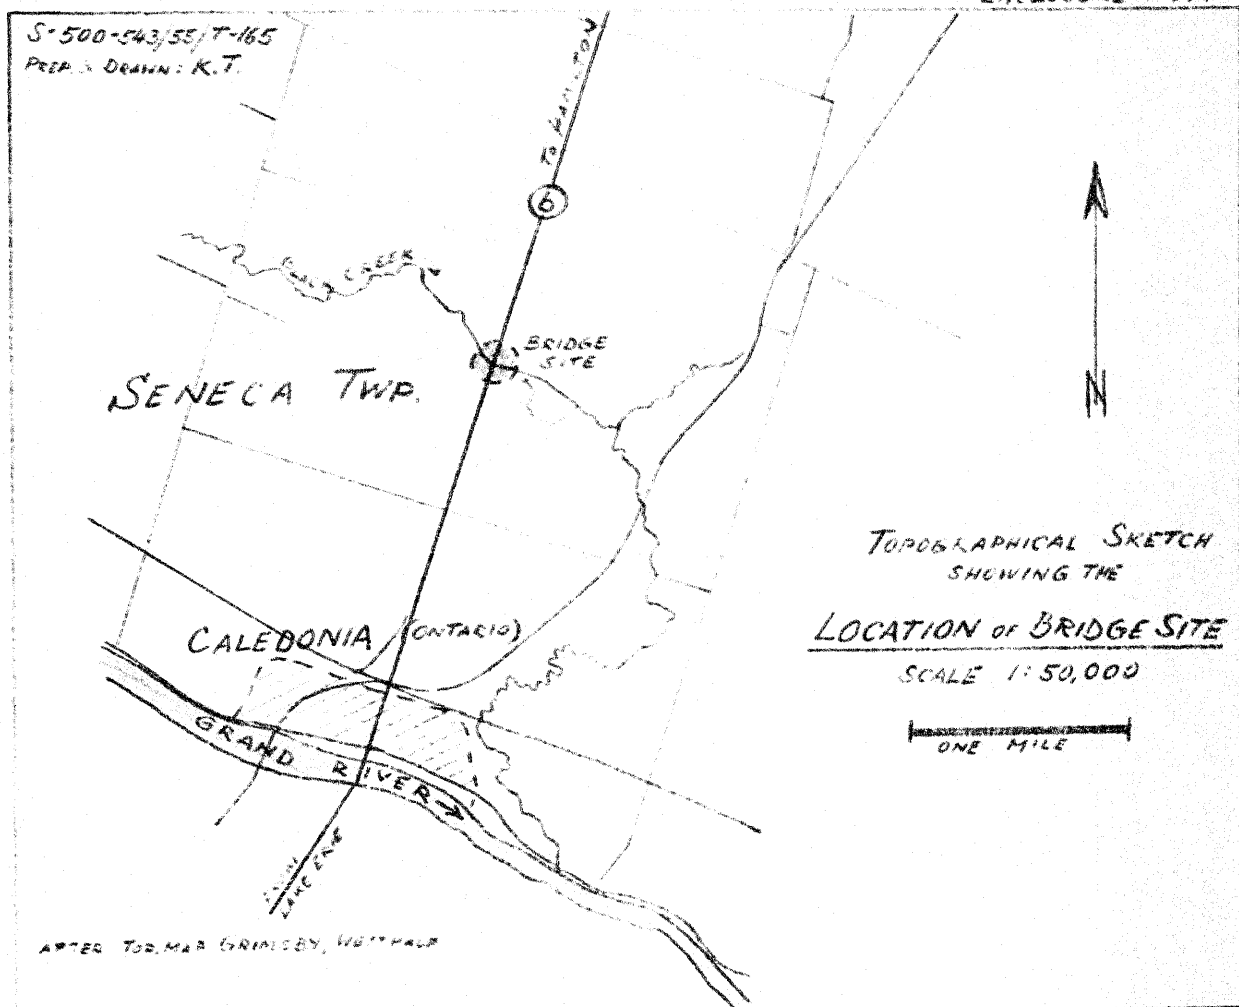 S-500-543/55/T-165
PREP. & DRAWN: K.T.
TO HAMILTON
6
CREEK
BRIDGE
SITE
SENECA TWP.
N
TOPOGRAPHICAL SKETCH
SHOWING THE
LOCATION OF BRIDGE SITE
SCALE 1:50,000
ONE MILE
CALEDONIA (ONTARIO)
GRAND RIVER
LAKE ERIE
AFTER TOP. MAP GRIMSBY, WEST HALF